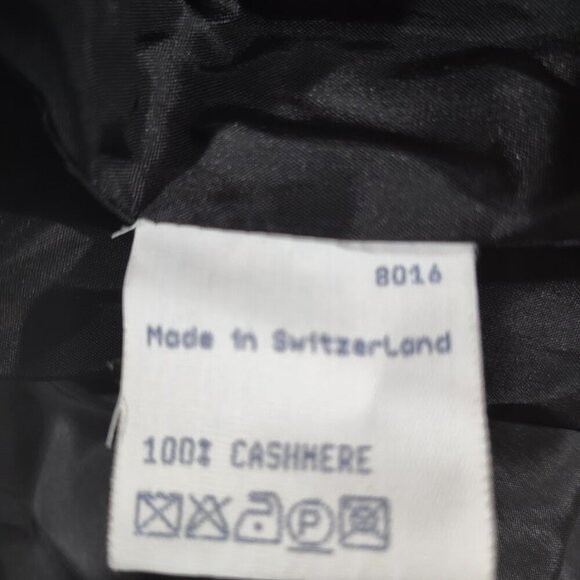 8016
Made in Switzerland
100% CASHMERE
P